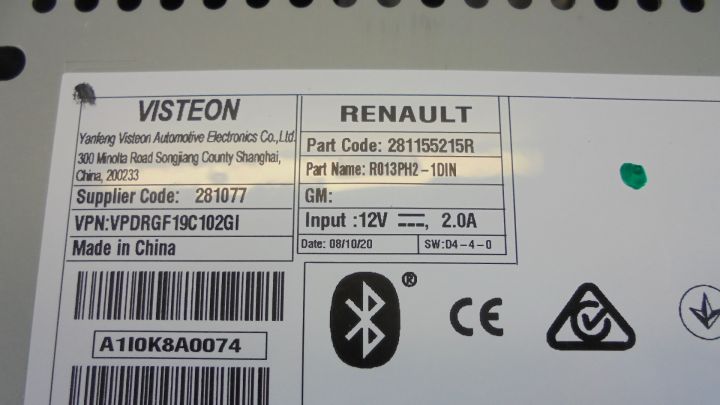 VISTEON
Yanfeng Visteon Automotive Electronics Co.,Ltd
300 Minolta Road Songjiang County Shanghai,
China, 200233
Supplier Code: 281077
VPN:VPDRGF19C102GI
Made in China
RENAULT
Part Code: 281155215R
Part Name: R013PH2-1DIN
GM:
Input :12V ⎓, 2.0A
Date: 08/10/20
SW:D4-4-0
A1I0K8A0074
®
CE